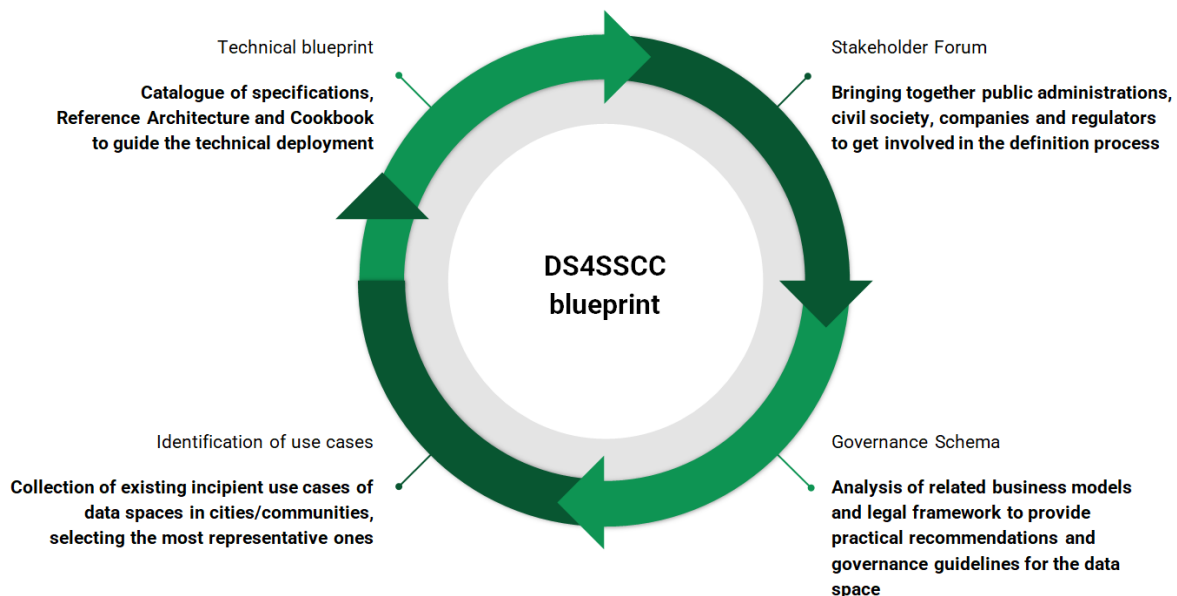 Technical blueprint
Catalogue of specifications,
Reference Architecture and Cookbook
to guide the technical deployment
Stakeholder Forum
Bringing together public administrations,
civil society, companies and regulators
to get involved in the definition process
DS4SSCC
blueprint
Identification of use cases
Collection of existing incipient use cases of
data spaces in cities/communities,
selecting the most representative ones
Governance Schema
Analysis of related business models
and legal framework to provide
practical recommendations and
governance guidelines for the data
space